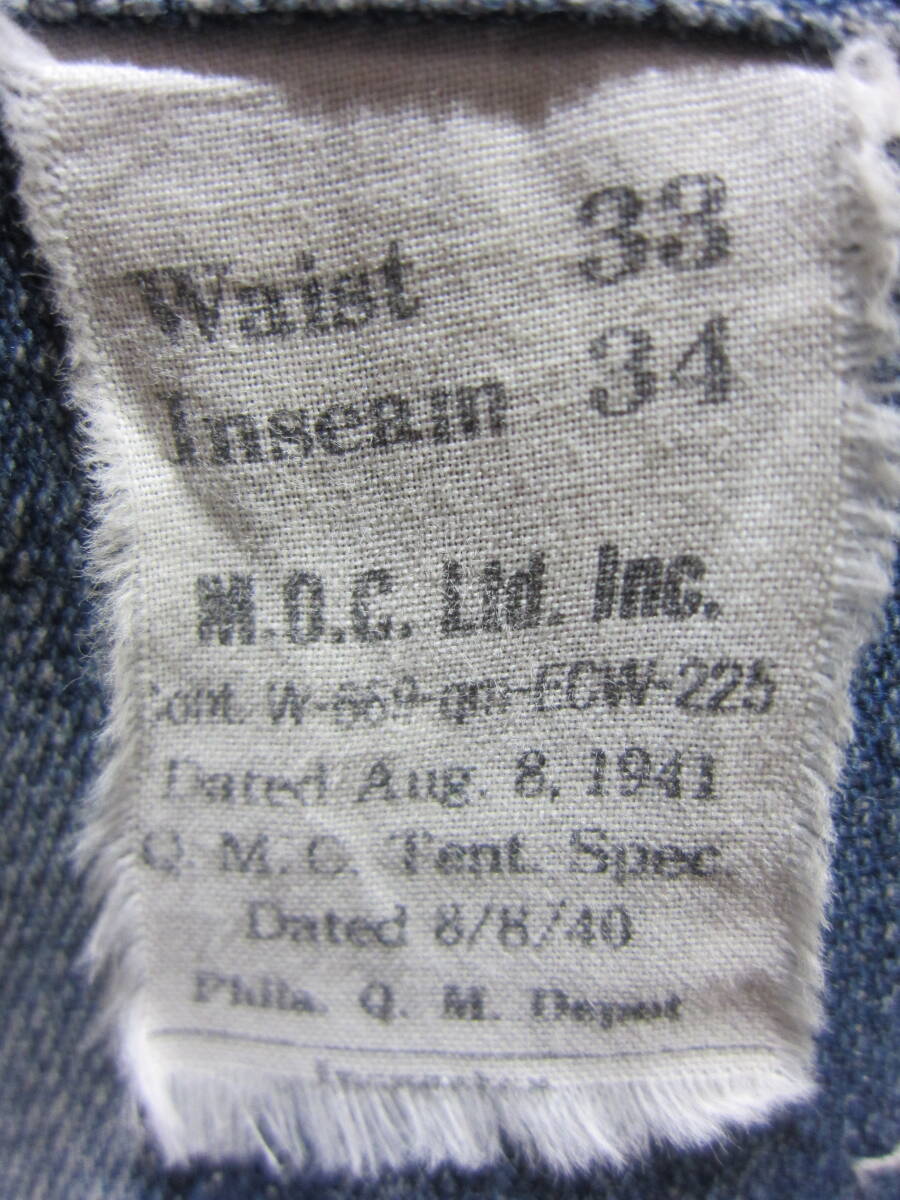 Waist 33
Inseam 34
M.O.C. Ltd. Inc.
Cont. W-669-qm-ECW-225
Dated Aug. 8, 1941
Q M.C. Tent. Spec
Dated 8/8/40
Phila. Q. M. Depot
Inspector